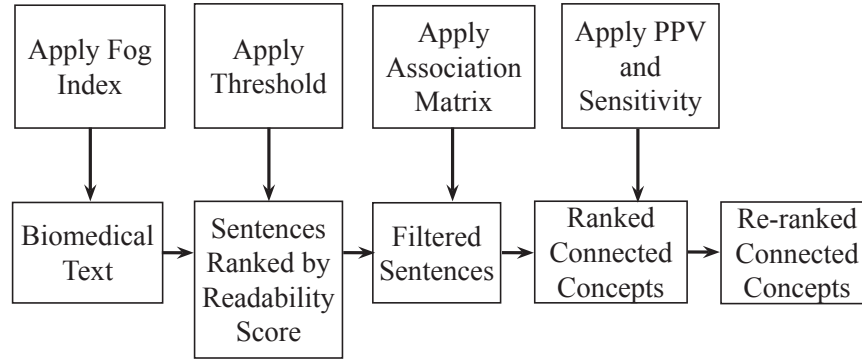 Apply Fog
Index
Apply
Threshold
Apply
Association
Matrix
Apply PPV
and
Sensitivity
Biomedical
Text
Sentences
Ranked by
Readability
Score
Filtered
Sentences
Ranked
Connected
Concepts
Re-ranked
Connected
Concepts